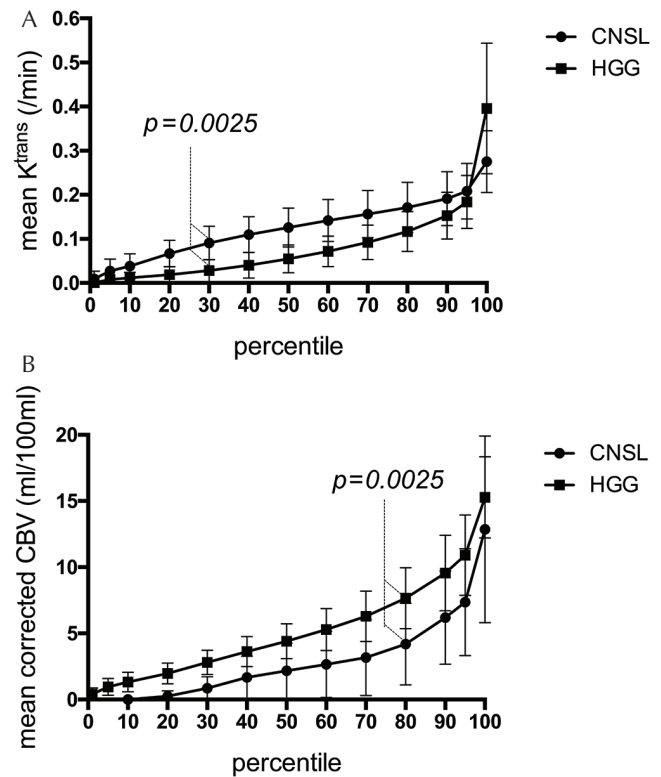 A
0.6
0.5
0.4
0.3
0.2
0.1
0.0
mean Ktrans (/min)
p=0.0025
CNSL
HGG
0 10 20 30 40 50 60 70 80 90 100
percentile
B
20
15
10
5
0
mean corrected CBV (ml/100ml)
p=0.0025
CNSL
HGG
0 10 20 30 40 50 60 70 80 90 100
percentile